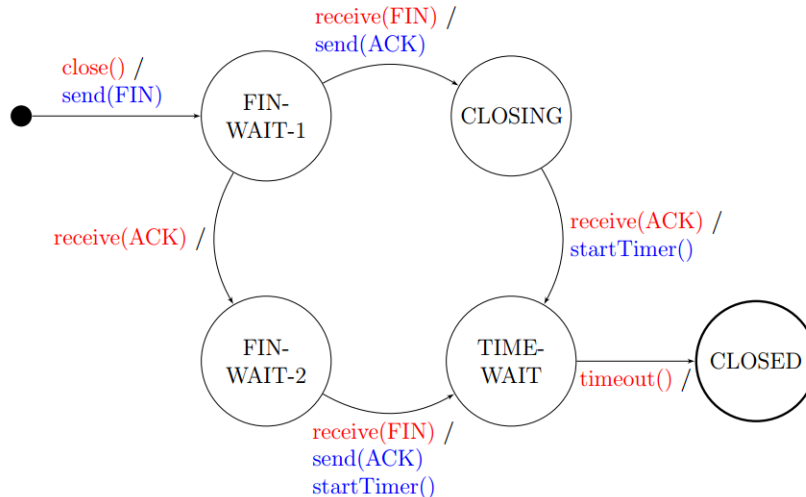 receive(FIN) /
send(ACK)
close() /
send(FIN)
FIN-
WAIT-1
CLOSING
receive(ACK) /
receive(ACK) /
startTimer()
FIN-
WAIT-2
TIME-
WAIT
CLOSED
timeout() /
receive(FIN) /
send(ACK)
startTimer()